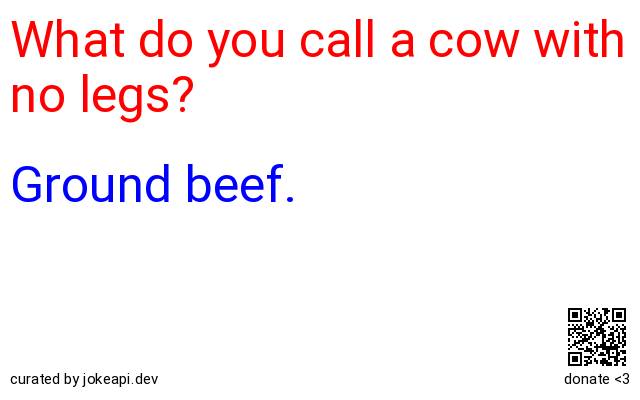 What do you call a cow with
no legs?
Ground beef.
curated by jokeapi.dev
donate <3